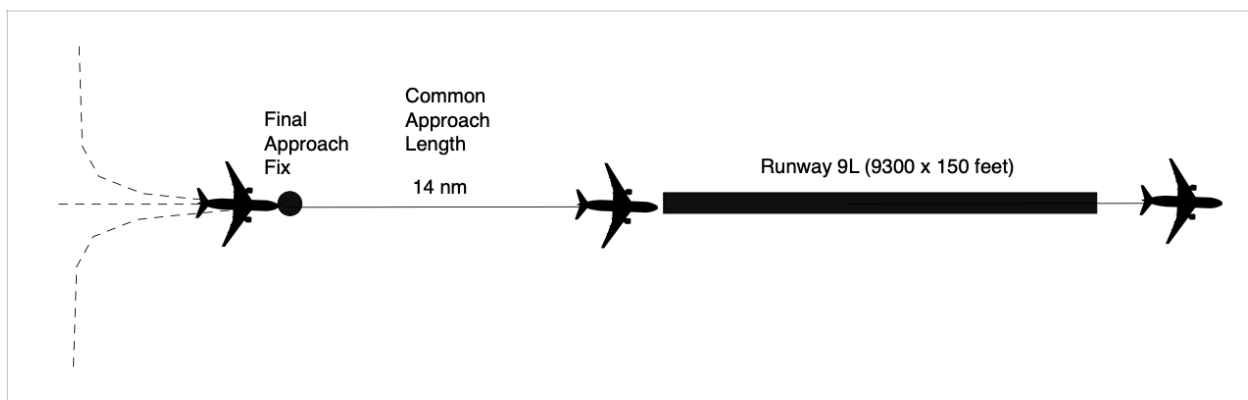 Final
Approach
Fix
Common
Approach
Length
14 nm
Runway 9L (9300 x 150 feet)